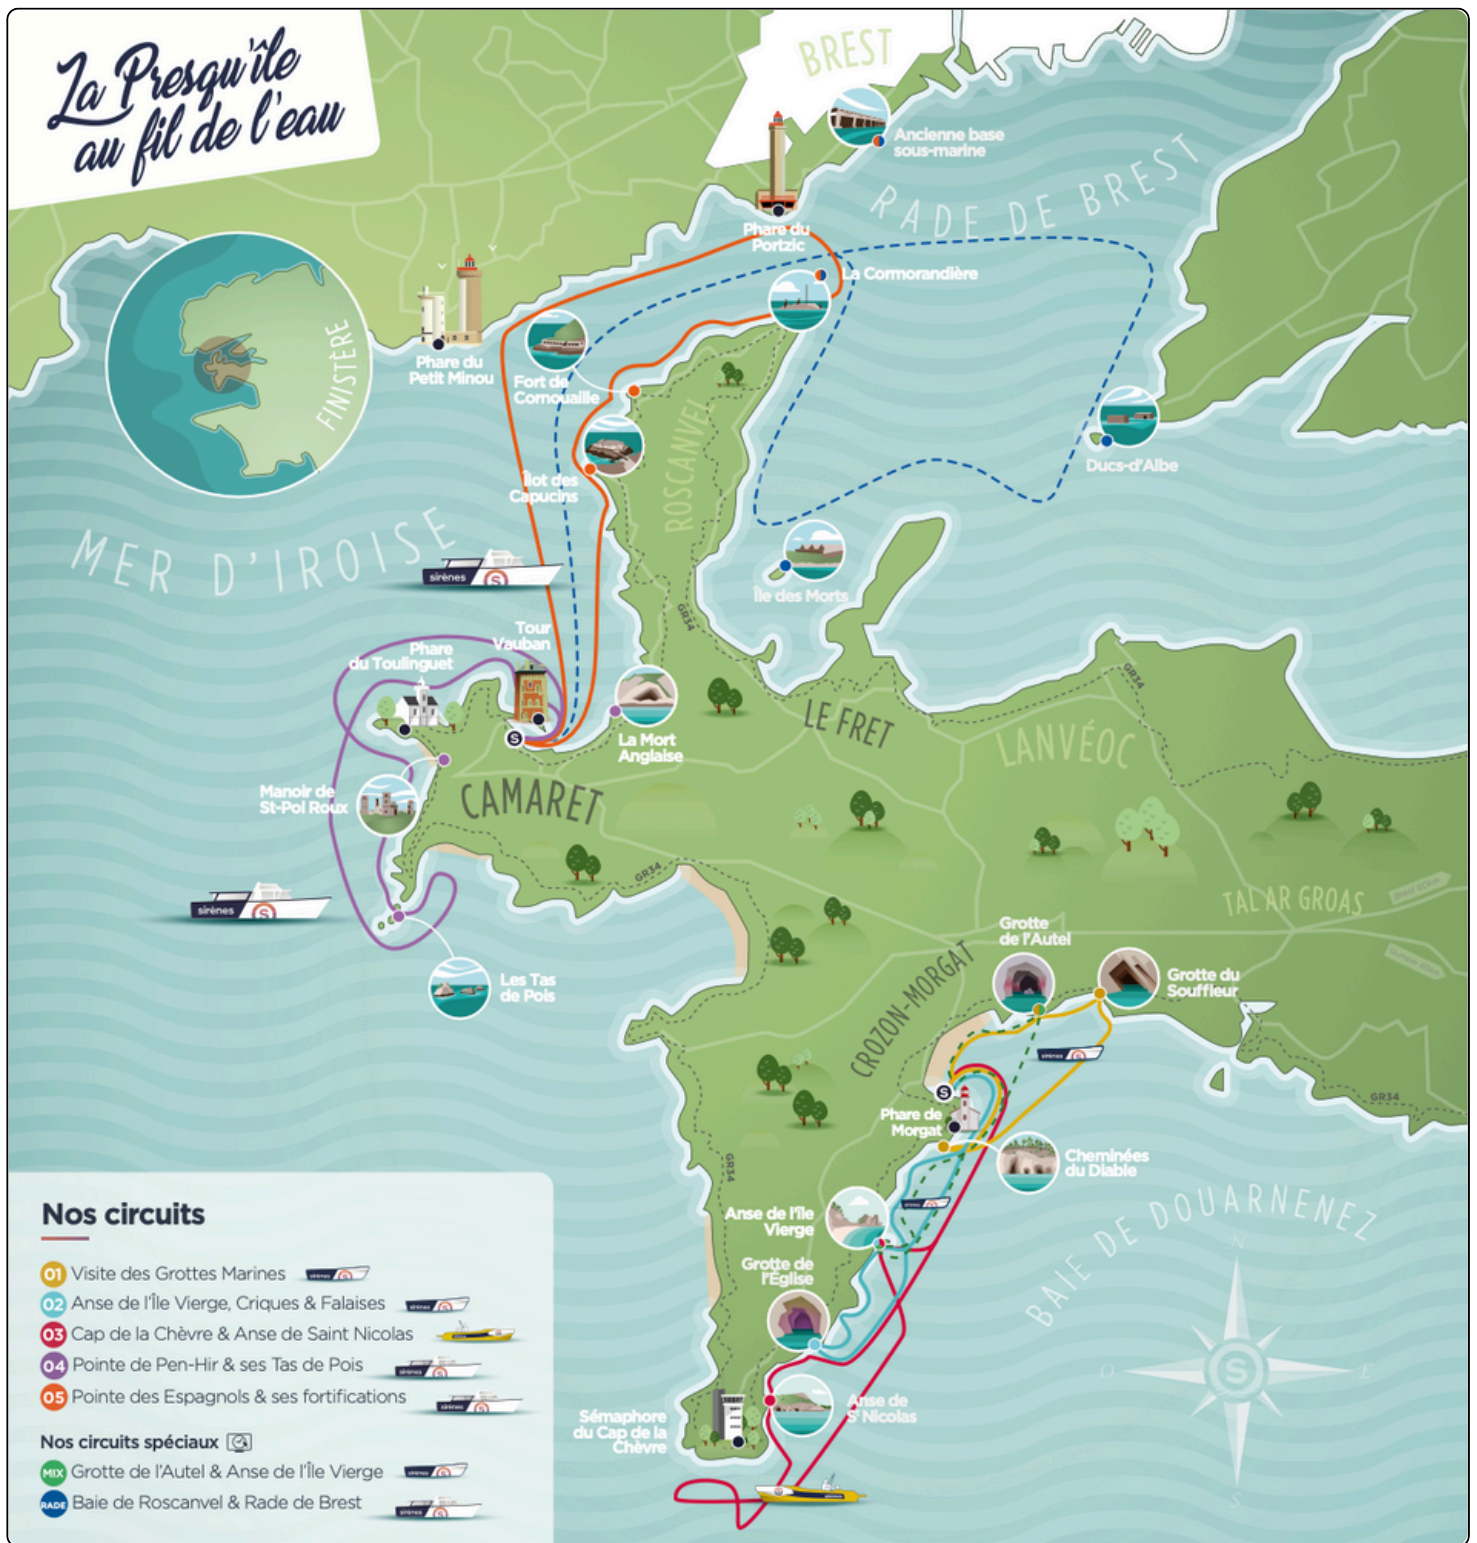 La Presqu'île
au fil de l'eau
BREST
Ancienne base
sous-marine
RADE DE BREST
Phare du
Portzic
La Cormorandière
FINISTÈRE
Phare du
Petit Minou
Fort de
Cornouaille
ROSCANVEL
Îlot des
Capucins
Ducs-d'Albe
MER D'IROISE
sirènes
S
Île des Morts
GR34
Tour
Vauban
Phare
du Toulinguet
S
La Mort
Anglaise
LE FRET
LANVÉOC
GR34
Manoir de
St-Pol Roux
CAMARET
GR34
sirènes
S
TAL AR GROAS
Les Tas
de Pois
Grotte
de l'Autel
Grotte du
Souffleur
CROZON-MORGAT
sirènes
S
GR34
Phare de
Morgat
Cheminées
du Diable
GR34
Anse de l'île
Vierge
BAIE DE DOUARNENEZ
Grotte de
l'Église
N
O
S
E
S
Anse de
St Nicolas
Sémaphore
du Cap de la
Chèvre
Nos circuits
01 Visite des Grottes Marines
02 Anse de l'Île Vierge, Criques & Falaises
03 Cap de la Chèvre & Anse de Saint Nicolas
04 Pointe de Pen-Hir & ses Tas de Pois
05 Pointe des Espagnols & ses fortifications
Nos circuits spéciaux
MIX Grotte de l'Autel & Anse de l'Île Vierge
RADE Baie de Roscanvel & Rade de Brest